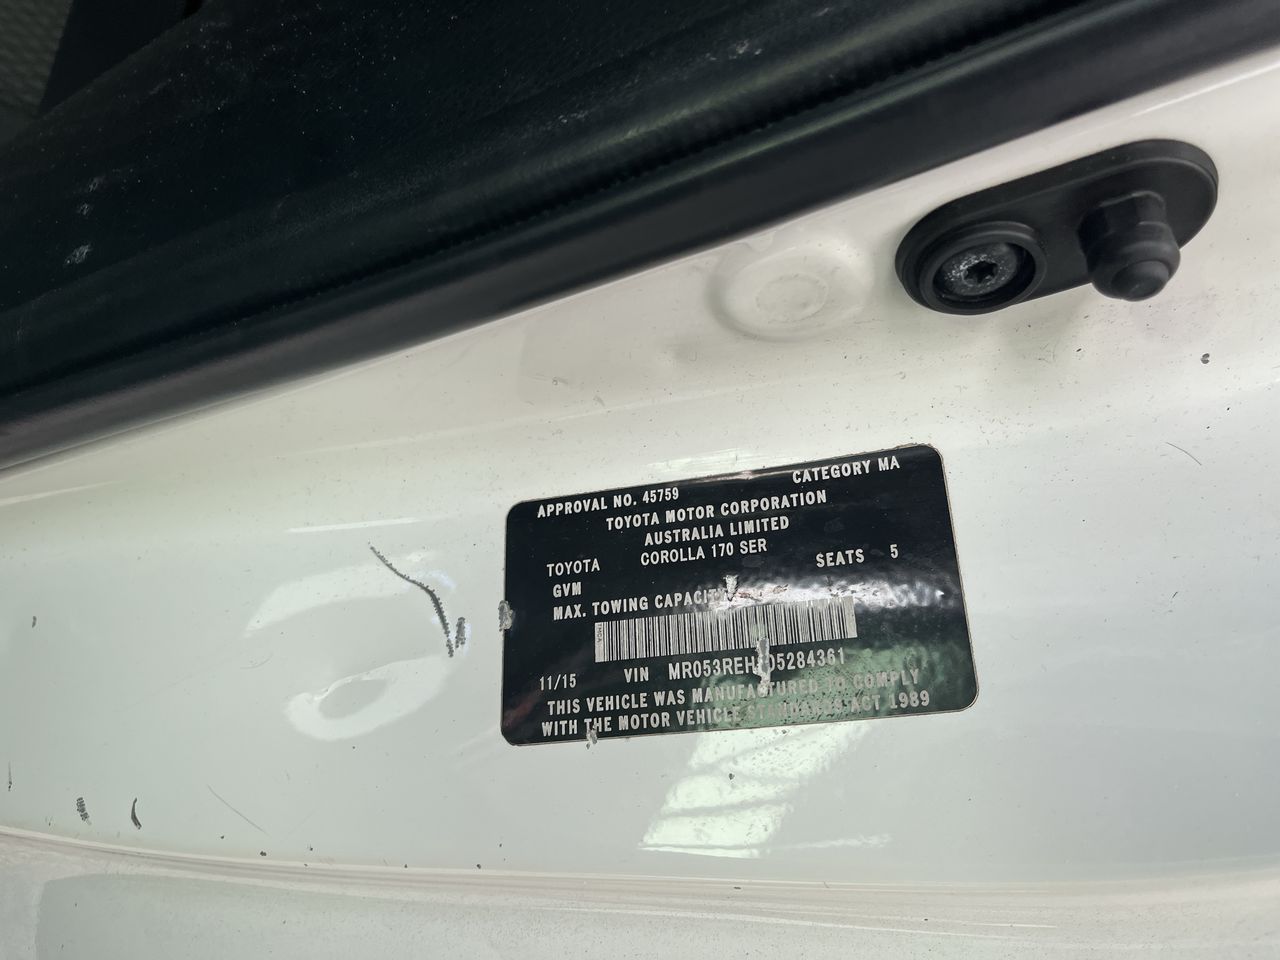 APPROVAL NO. 45759 CATEGORY MA
TOYOTA MOTOR CORPORATION
AUSTRALIA LIMITED
TOYOTA COROLLA 170 SER SEATS 5
GVM
MAX. TOWING CAPACITY
TMCA
11/15 VIN
THIS VEHICLE WAS MANUFACTURED TO COMPLY
WITH THE MOTOR VEHICLE STANDARDS ACT 1989